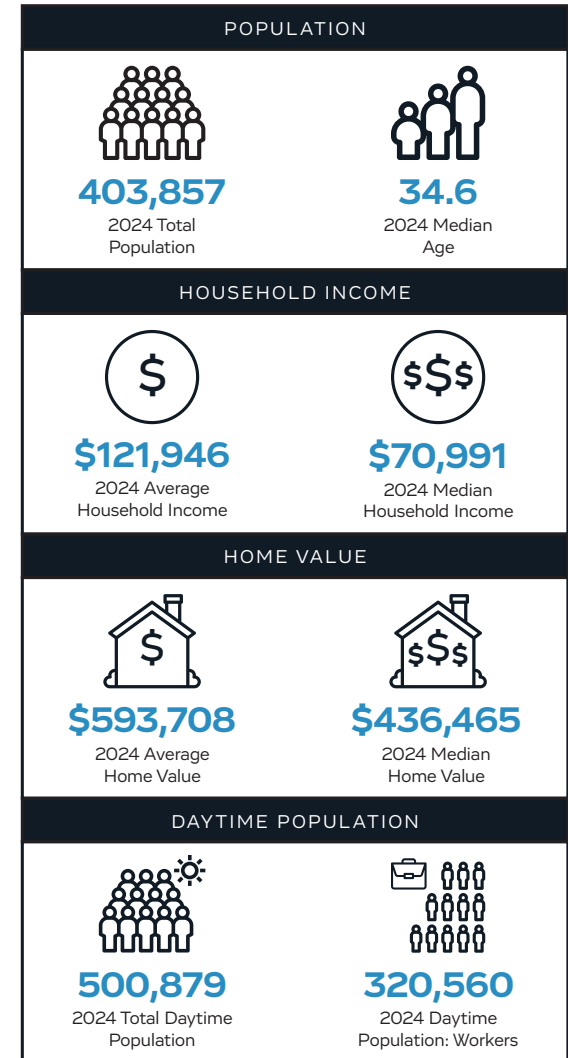 POPULATION
403,857
2024 Total
Population
34.6
2024 Median
Age
HOUSEHOLD INCOME
$
$121,946
2024 Average
Household Income
$$$
$70,991
2024 Median
Household Income
HOME VALUE
$
$593,708
2024 Average
Home Value
$$$
$436,465
2024 Median
Home Value
DAYTIME POPULATION
500,879
2024 Total Daytime
Population
320,560
2024 Daytime
Population: Workers